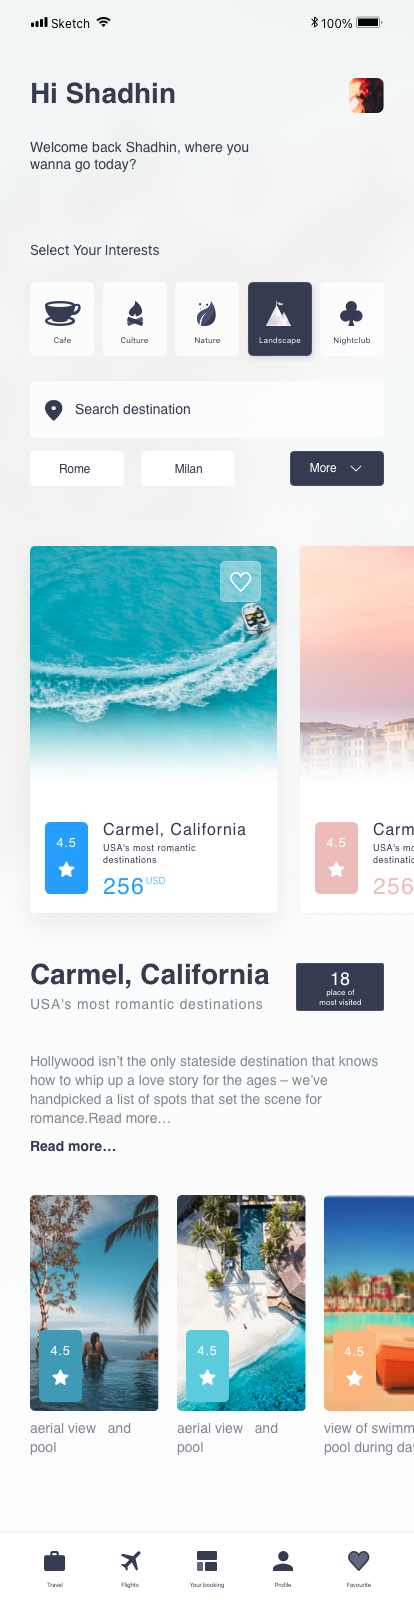 Sketch
100%
Hi Shadhin
Welcome back Shadhin, where you
wanna go today?
Select Your Interests
Cafe
Culture
Nature
Landscape
Nightclub
Search destination
Rome
Milan
More
4.5
Carmel, California
USA's most romantic
destinations
256 USD
4.5
Carm
USA's most
destinatic
256
Carmel, California
USA's most romantic destinations
18
place of
most visited
Hollywood isn't the only stateside destination that knows
how to whip up a love story for the ages – we've
handpicked a list of spots that set the scene for
romance.Read more...
Read more...
4.5
4.5
4.5
aerial view and
pool
aerial view and
pool
view of swimm
pool during day
Travel
Flights
Your booking
Profile
Favourite